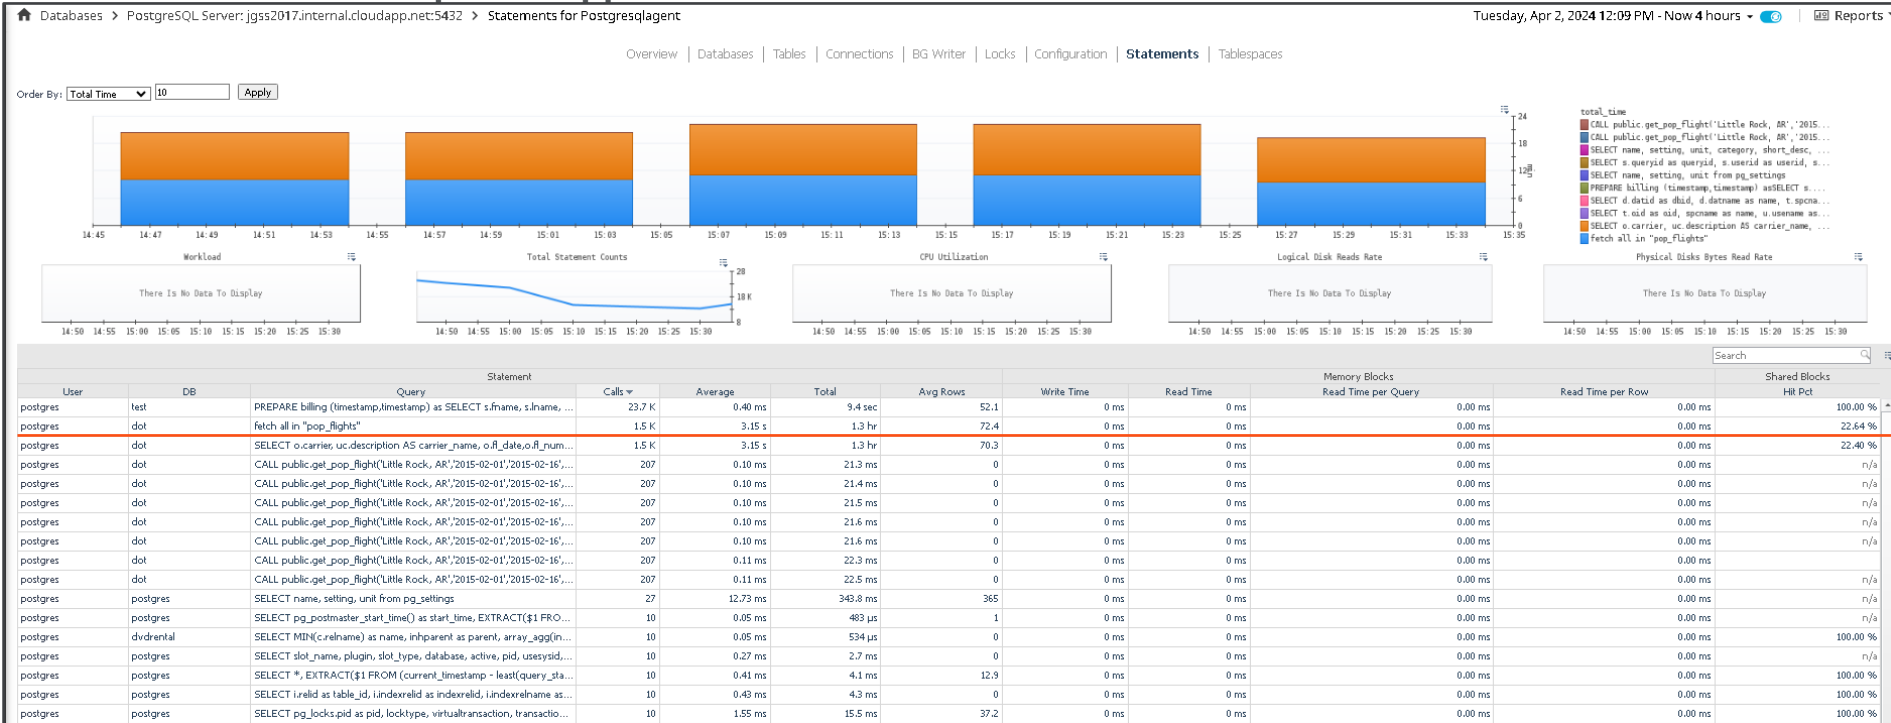 Databases > PostgreSQL Server: jgss2017.internal.cloudapp.net:5432 > Statements for Postgresqlagent
Tuesday, Apr 2, 2024 12:09 PM - Now 4 hours
Reports
Overview | Databases | Tables | Connections | BG Writer | Locks | Configuration | Statements | Tablespaces
Order By: Total Time 10 Apply
24
18
12
6
0
14:45 14:47 14:49 14:51 14:53 14:55 14:57 14:59 15:01 15:03 15:05 15:07 15:09 15:11 15:13 15:15 15:17 15:19 15:21 15:23 15:25 15:27 15:29 15:31 15:33 15:35
total_time
CALL public.get_pop_flight('Little Rock, AR','2015...
CALL public.get_pop_flight('Little Rock, AR','2015...
SELECT name, setting, unit, category, short_desc, ...
SELECT s.queryid as queryid, s.userid as userid, s...
SELECT name, setting, unit from pg_settings
PREPARE billing (timestamp,timestamp) asSELECT s....
SELECT d.datid as dbid, d.datname as name, t.spcna...
SELECT t.oid as oid, spcname as name, u.usename as...
SELECT o.carrier, uc.description AS carrier_name, ...
fetch all in "pop_flights"
Workload
There Is No Data To Display
14:50 14:55 15:00 15:05 15:10 15:15 15:20 15:25 15:30
Total Statement Counts
28
18 K
8
14:50 14:55 15:00 15:05 15:10 15:15 15:20 15:25 15:30
CPU Utilization
There Is No Data To Display
14:50 14:55 15:00 15:05 15:10 15:15 15:20 15:25 15:30
Logical Disk Reads Rate
There Is No Data To Display
14:50 14:55 15:00 15:05 15:10 15:15 15:20 15:25 15:30
Physical Disks Bytes Read Rate
There Is No Data To Display
14:50 14:55 15:00 15:05 15:10 15:15 15:20 15:25 15:30
Search
Statement Memory Blocks Shared Blocks
User DB Query Calls Average Total Avg Rows Write Time Read Time Read Time per Query Read Time per Row Hit Pct
postgres test PREPARE billing (timestamp,timestamp) as SELECT s.fname, s.lname, ... 23.7 K 0.40 ms 9.4 sec 52.1 0 ms 0 ms 0.00 ms 0.00 ms 100.00 %
postgres dot fetch all in "pop_flights" 1.5 K 3.15 s 1.3 hr 72.4 0 ms 0 ms 0.00 ms 0.00 ms 22.64 %
postgres dot SELECT o.carrier, uc.description AS carrier_name, o.fl_date,o.fl_num... 1.5 K 3.15 s 1.3 hr 70.3 0 ms 0 ms 0.00 ms 0.00 ms 22.40 %
postgres dot CALL public.get_pop_flight('Little Rock, AR','2015-02-01','2015-02-16',... 207 0.10 ms 21.3 ms 0 0 ms 0 ms 0.00 ms 0.00 ms n/a
postgres dot CALL public.get_pop_flight('Little Rock, AR','2015-02-01','2015-02-16',... 207 0.10 ms 21.4 ms 0 0 ms 0 ms 0.00 ms 0.00 ms n/a
postgres dot CALL public.get_pop_flight('Little Rock, AR','2015-02-01','2015-02-16',... 207 0.10 ms 21.5 ms 0 0 ms 0 ms 0.00 ms 0.00 ms n/a
postgres dot CALL public.get_pop_flight('Little Rock, AR','2015-02-01','2015-02-16',... 207 0.10 ms 21.6 ms 0 0 ms 0 ms 0.00 ms 0.00 ms n/a
postgres dot CALL public.get_pop_flight('Little Rock, AR','2015-02-01','2015-02-16',... 207 0.10 ms 21.6 ms 0 0 ms 0 ms 0.00 ms 0.00 ms n/a
postgres dot CALL public.get_pop_flight('Little Rock, AR','2015-02-01','2015-02-16',... 207 0.11 ms 22.3 ms 0 0 ms 0 ms 0.00 ms 0.00 ms
postgres dot CALL public.get_pop_flight('Little Rock, AR','2015-02-01','2015-02-16',... 207 0.11 ms 22.5 ms 0 0 ms 0 ms 0.00 ms 0.00 ms n/a
postgres postgres SELECT name, setting, unit from pg_settings 27 12.73 ms 343.8 ms 365 0 ms 0 ms 0.00 ms 0.00 ms n/a
postgres postgres SELECT pg_postmaster_start_time() as start_time, EXTRACT($1 FRO... 10 0.05 ms 483 µs 1 0 ms 0 ms 0.00 ms 0.00 ms n/a
postgres dvdrental SELECT MIN(c.relname) as name, inhparent as parent, array_agg(in... 10 0.05 ms 534 µs 0 0 ms 0 ms 0.00 ms 0.00 ms 100.00 %
postgres postgres SELECT slot_name, plugin, slot_type, database, active, pid, usesysid,... 10 0.27 ms 2.7 ms 0 0 ms 0 ms 0.00 ms 0.00 ms n/a
postgres postgres SELECT *, EXTRACT($1 FROM (current_timestamp - least(query_sta... 10 0.41 ms 4.1 ms 12.9 0 ms 0 ms 0.00 ms 0.00 ms 100.00 %
postgres postgres SELECT i.relid as table_id, i.indexrelid as indexrelid, i.indexrelname as... 10 0.43 ms 4.3 ms 0 0 ms 0 ms 0.00 ms 0.00 ms 100.00 %
postgres postgres SELECT pg_locks.pid as pid, locktype, virtualtransaction, transactio... 10 1.55 ms 15.5 ms 37.2 0 ms 0 ms 0.00 ms 0.00 ms 100.00 %